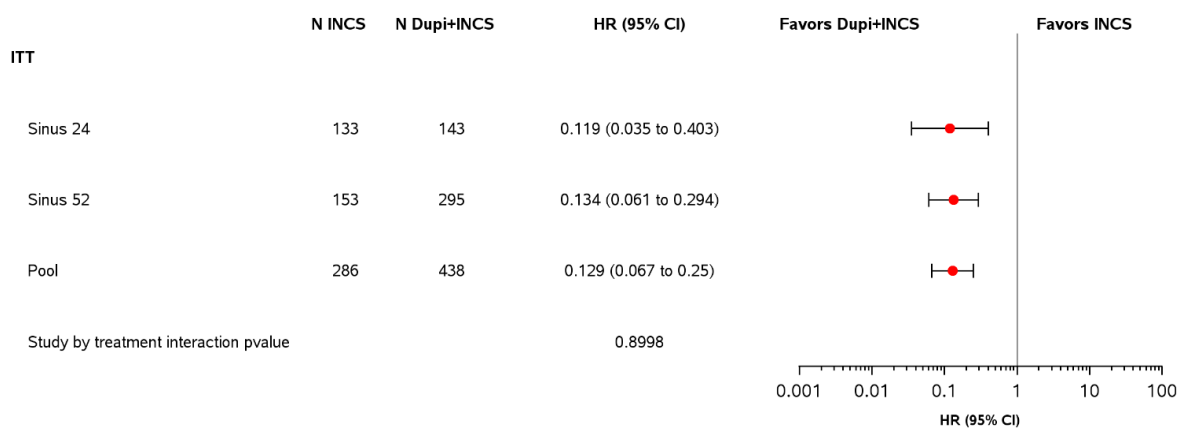 N INCS N Dupi+INCS HR (95% CI) Favors Dupi+INCS Favors INCS
ITT
Sinus 24 133 143 0.119 (0.035 to 0.403)
Sinus 52 153 295 0.134 (0.061 to 0.294)
Pool 286 438 0.129 (0.067 to 0.25)
Study by treatment interaction pvalue 0.8998
0.001 0.01 0.1 1 10 100
HR (95% CI)